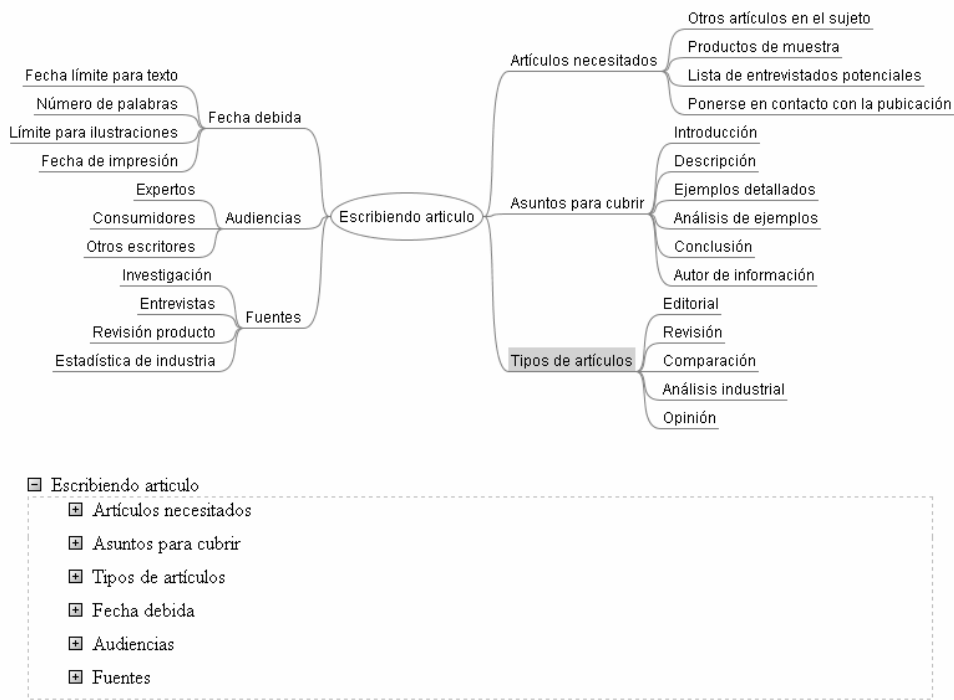 Escribiendo articulo
Artículos necesitados
Otros artículos en el sujeto
Productos de muestra
Lista de entrevistados potenciales
Ponerse en contacto con la pubicación
Asuntos para cubrir
Introducción
Descripción
Ejemplos detallados
Análisis de ejemplos
Conclusión
Autor de información
Tipos de artículos
Editorial
Revisión
Comparación
Análisis industrial
Opinión
Fecha debida
Fecha límite para texto
Número de palabras
Límite para ilustraciones
Fecha de impresión
Audiencias
Expertos
Consumidores
Otros escritores
Fuentes
Investigación
Entrevistas
Revisión producto
Estadística de industria
Escribiendo articulo
Artículos necesitados
Asuntos para cubrir
Tipos de artículos
Fecha debida
Audiencias
Fuentes